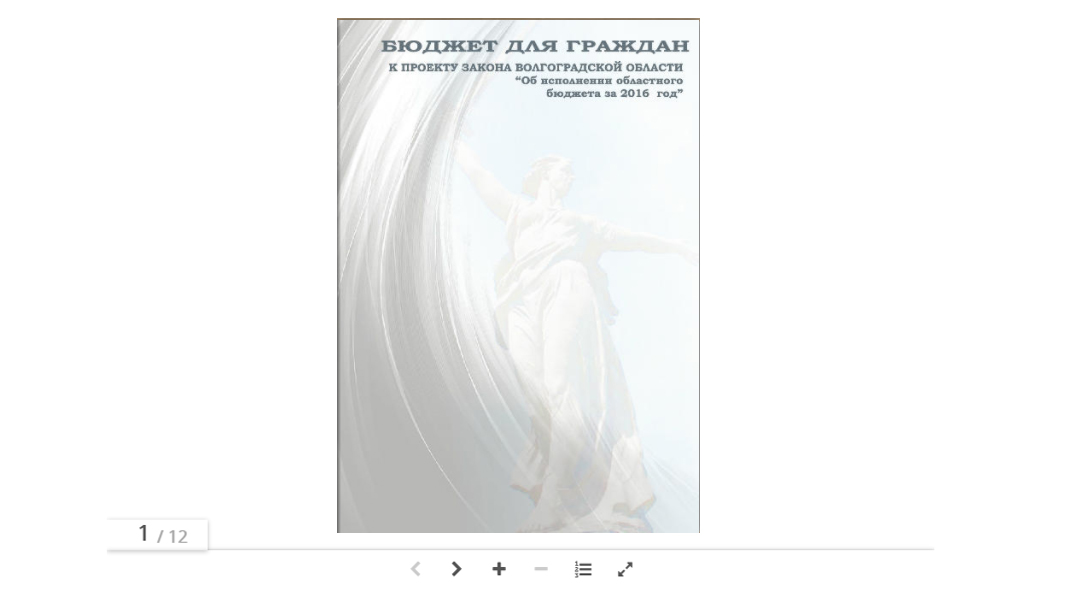 БЮДЖЕТ ДЛЯ ГРАЖДАН
К ПРОЕКТУ ЗАКОНА ВОЛГОГРАДСКОЙ ОБЛАСТИ
“Об исполнении областного
бюджета за 2016 год”
1 / 12